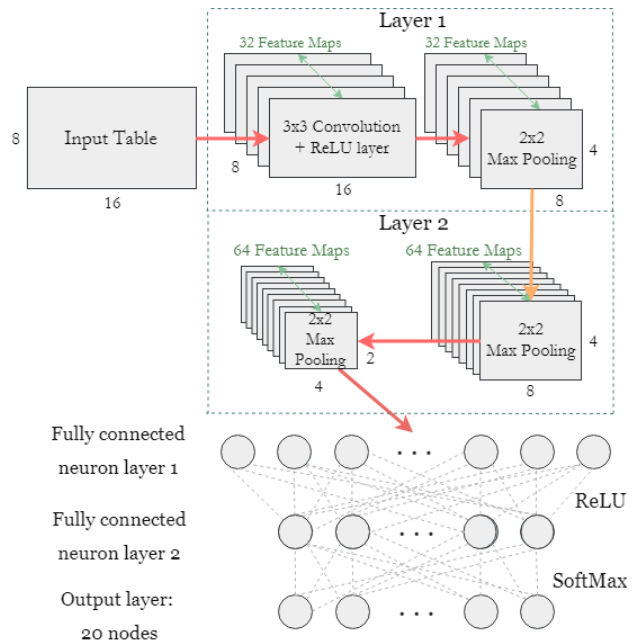 Layer 1
32 Feature Maps
32 Feature Maps
8
Input Table
16
3x3 Convolution
+ ReLU layer
8
16
2x2
Max Pooling
4
8
Layer 2
64 Feature Maps
64 Feature Maps
2x2
Max
Pooling
2
4
2x2
Max Pooling
4
8
Fully connected
neuron layer 1
. . .
ReLU
Fully connected
neuron layer 2
. . .
SoftMax
Output layer:
20 nodes
. . .